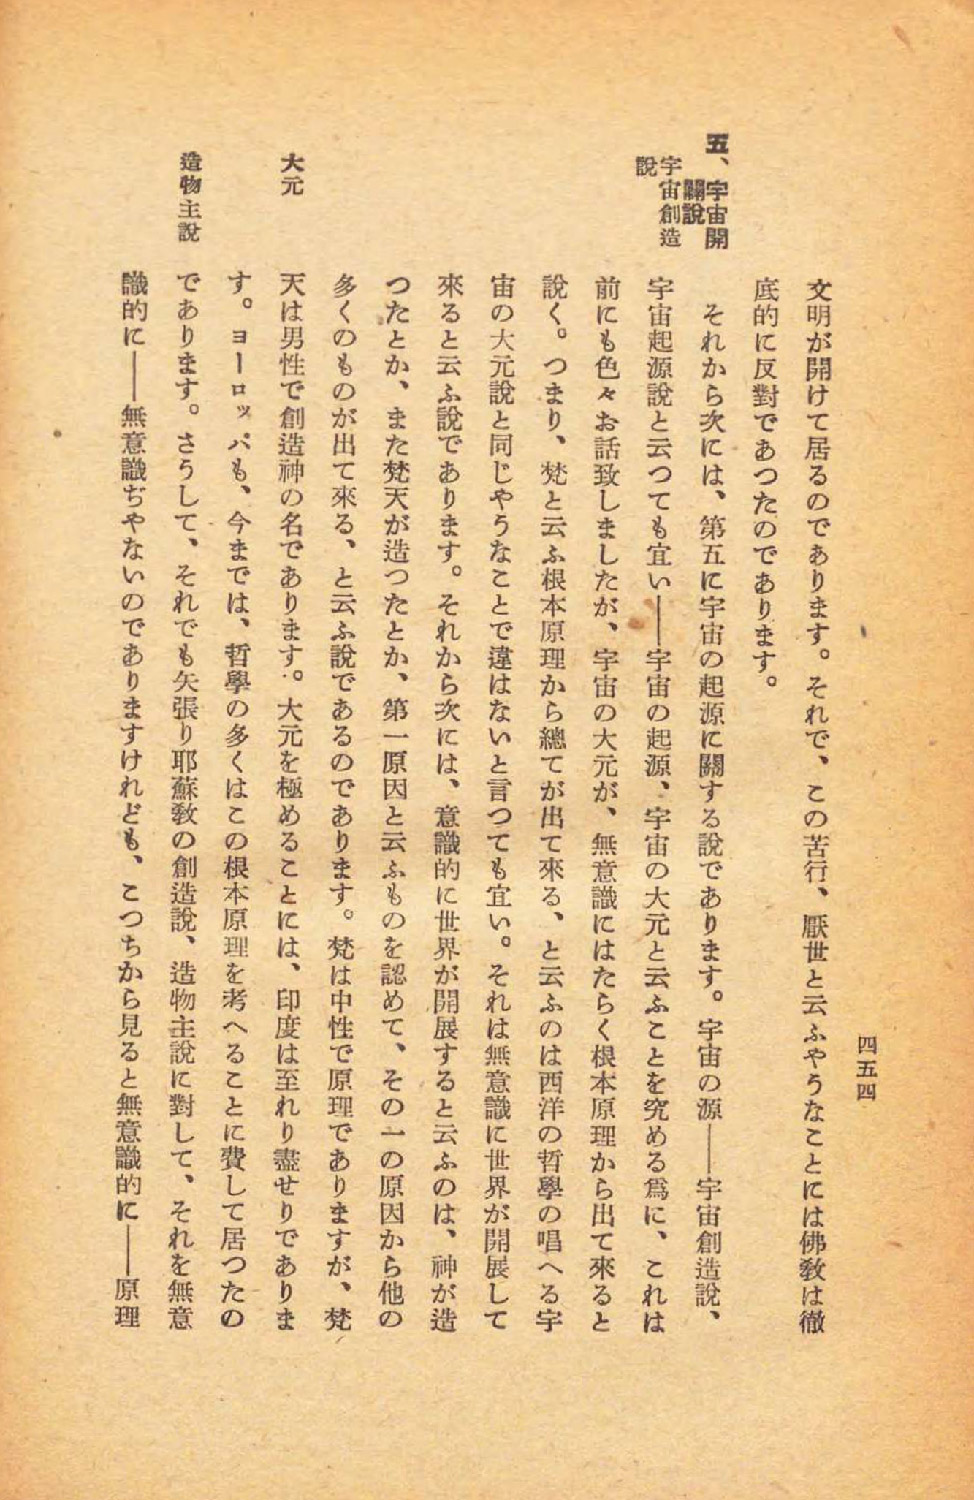 四五四
文明が開けて居るのであります。それで、この苦行、厭世と云ふやうなことには佛教は徹
底的に反對であつたのであります。
五、宇宙開
闢說
それから次には、第五に宇宙の起源に關する說であります。宇宙の源――宇宙創造說、
宇宙創造
說
宇宙起源說と云つても宜い――宇宙の起源、宇宙の大元と云ふことを究める爲に、これは
前にも色々お話致しましたが、宇宙の大元が、無意識にはたらく根本原理から出て來ると
說く。つまり、梵と云ふ根本原理から總てが出て來る、と云ふのは西洋の哲學の唱へる宇
宙の大元說と同じやうなことで違はないと言つても宜い。それは無意識に世界が開展して
來ると云ふ說であります。それから次には、意識的に世界が開展すると云ふのは、神が造
つたとか、また梵天が造つたとか、第一原因と云ふものを認めて、その一の原因から他の
多くのものが出て來る、と云ふ說であるのであります。梵は中性で原理でありますが、梵
大元
天は男性で創造神の名であります。大元を極めることには、印度は至れり盡せりでありま
す。ヨーロッパも、今までは、哲學の多くはこの根本原理を考へることに費して居つたの
造物主說
であります。さうして、それでも矢張り耶蘇敎の創造說、造物主說に對して、それを無意
識的に――無意識ぢやないのでありますけれども、こつちから見ると無意識的に――原理